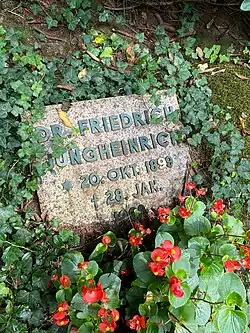 DR. FRIEDRICH
JUNGHEINRICH
* 20. OKT. 1899
† 28. JAN.